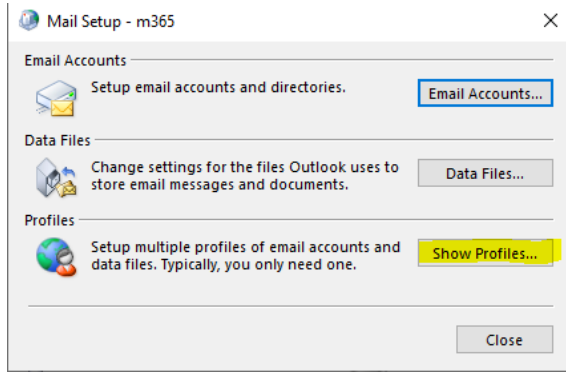 Mail Setup - m365
Email Accounts
Setup email accounts and directories.
Email Accounts...
Data Files
Change settings for the files Outlook uses to
store email messages and documents.
Data Files...
Profiles
Setup multiple profiles of email accounts and
data files. Typically, you only need one.
Show Profiles...
Close